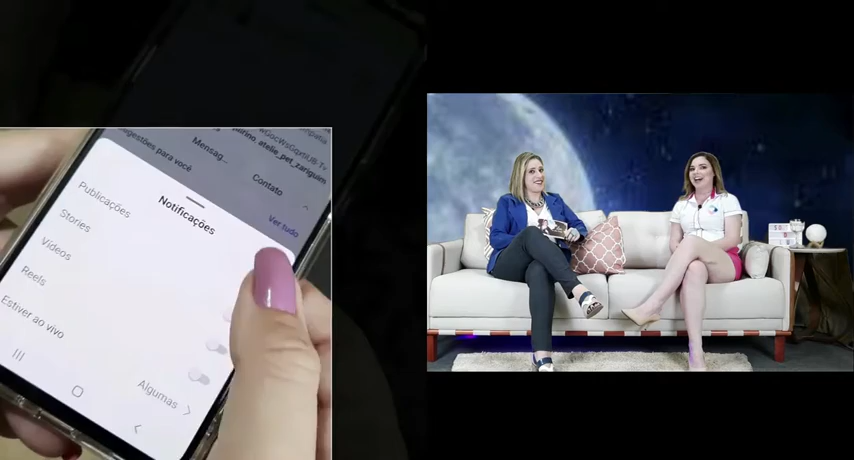 Sugestões para você
Mensag...
Contato
Ver tudo
Notificações
Publicações
Stories
Vídeos
Reels
Estiver ao vivo
Algumas